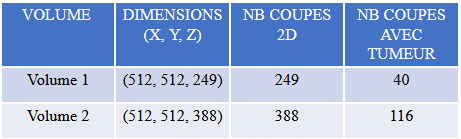 VOLUME DIMENSIONS NB COUPES NB COUPES
(X, Y, Z) 2D AVEC
TUMEUR
Volume 1 (512, 512, 249) 249 40
Volume 2 (512, 512, 388) 388 116